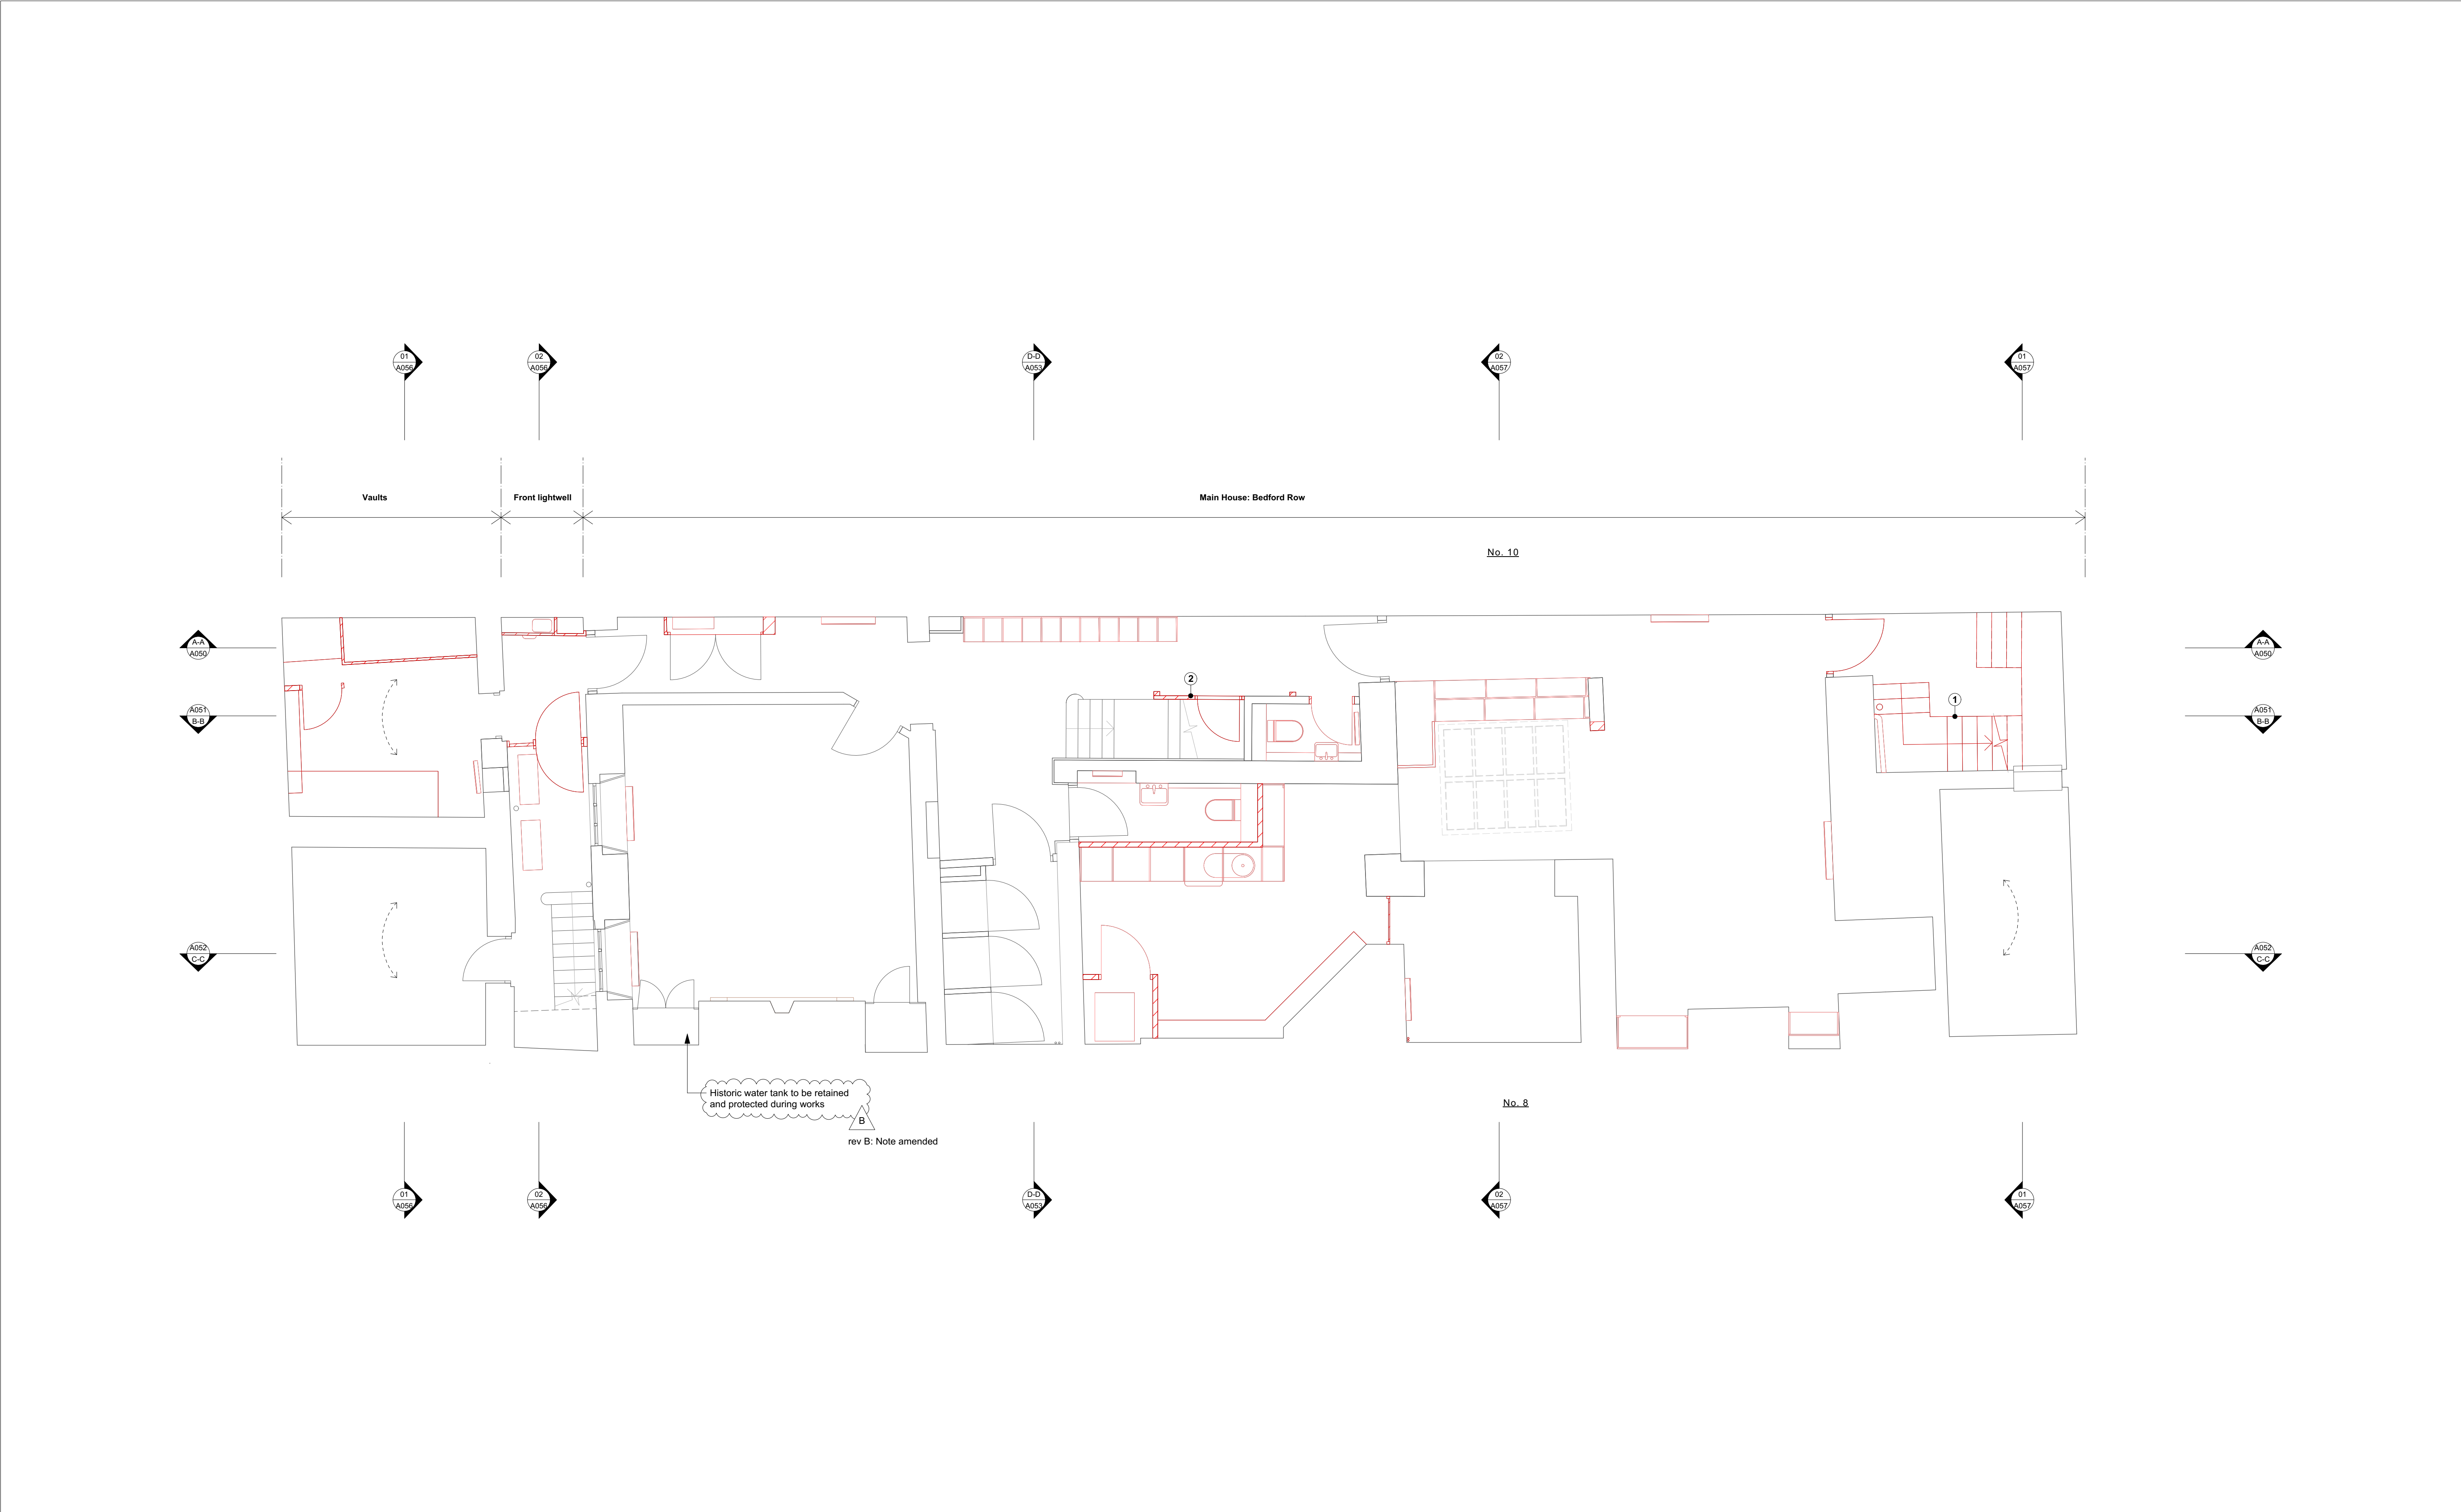 01
A056
02
A056
D-D
A053
02
A057
01
A057
Vaults
Front lightwell
Main House: Bedford Row
No. 10
A-A
A050
A-A
A050
2
1
A051
B-B
A051
B-B
A052
C-C
A052
C-C
Historic water tank to be retained
and protected during works
B
rev B: Note amended
No. 8
01
A056
02
A056
D-D
A053
02
A057
01
A057